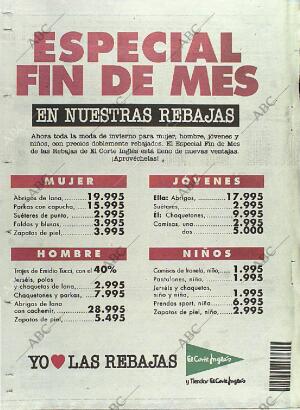 ESPECIAL
FIN DE MES
EN NUESTRAS REBAJAS
Ahora toda la moda de invierno para mujer, hombre, jóvenes y
niños, con precios doblemente rebajados. El Especial Fin de Mes
de las Rebajas de El Corte Inglés está lleno de nuevas ventajas.
¡Aprovéchelas!
MUJER
Abrigos de lana, 19.995
Parkas con capucha, 15.995
Suéteres de punto, 2.995
Faldas y blusas, 3.995
Zapatos de piel, 3.995
JÓVENES
Ella: Abrigos, 17.995
Suéteres, 2.995
El: Chaquetones, 9.995
Camisas, una, 2.995
dos 5.000
HOMBRE
Trajes de Emidio Tucci, con el 40%
Jerséis, polos
y chaquetas de lana, 2.995
Chaquetones y parkas, 7.995
Abrigos de lana
con cachemir, 28.995
Zapatos de piel, 5.495
NIÑOS
Camisas de franela, niño, 1.995
Pantalones, niño, 1.995
Jerséis y chaquetas,
niño y niña, 1.995
Prendas sport, niño, 6.995
Zapatos de piel, niño, 2.995
YO ❤ LAS REBAJAS
El Corte Inglés
y Tiendas El Corte Inglés